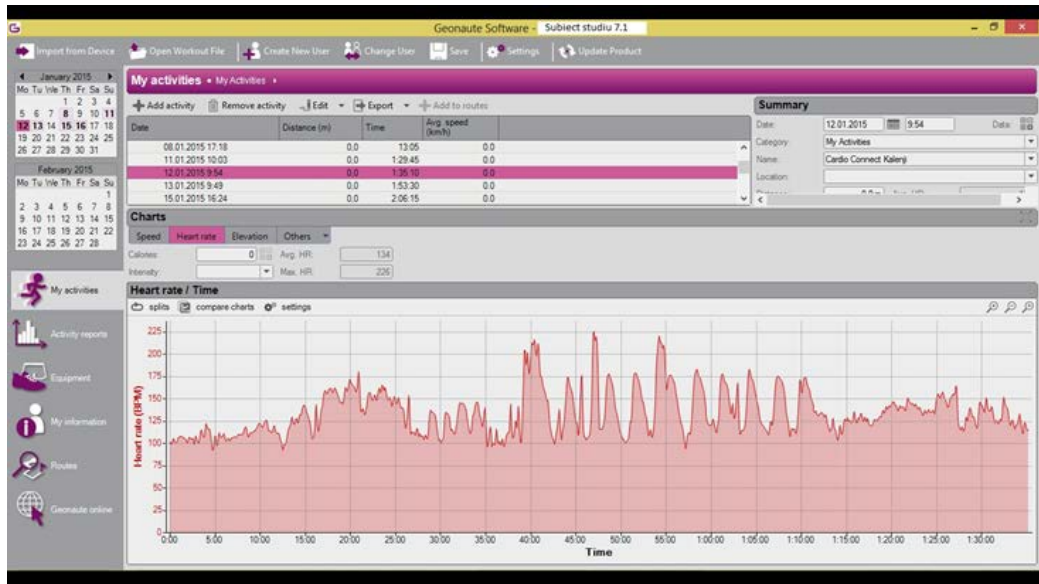 Geonaute Software - Subiect studiu 7.1
Import from Device Open Workout File Create New User Change User Save Settings Update Product
January 2015
Mo Tu We Th Fr Sa Su
1 2 3 4
5 6 7 8 9 10 11
12 13 14 15 16 17 18
19 20 21 22 23 24 25
26 27 28 29 30 31
February 2015
Mo Tu We Th Fr Sa Su
1
2 3 4 5 6 7 8
9 10 11 12 13 14 15
16 17 18 19 20 21 22
23 24 25 26 27 28
My activities
Activity reports
Equipment
My information
Routes
Geonaute online
My activities • My Activities
Add activity Remove activity Edit Export Add to routes
Date Distance (m) Time Avg. speed (km/h)
08.01.2015 17:18 0,0 13:05 0.0
11.01.2015 10:03 0,0 1:29:45 0.0
12.01.2015 9:54 0,0 1:35:10 0.0
13.01.2015 9:49 0,0 1:53:30 0.0
15.01.2015 16:24 0,0 2:06:15 0.0
Summary
Date: 12.01.2015 9:54 Data:
Category: My Activities
Name: Cardio Connect Kalenji
Location:
Charts
Speed Heart rate Elevation Others
Calories: 0 Avg. HR: 134
Intensity: Max. HR: 226
Heart rate / Time
splits compare charts settings
Heart rate (BPM)
225
200
175
150
125
100
75
50
25
0
0:00 5:00 10:00 15:00 20:00 25:00 30:00 35:00 40:00 45:00 50:00 55:00 1:00:00 1:05:00 1:10:00 1:15:00 1:20:00 1:25:00 1:30:00
Time